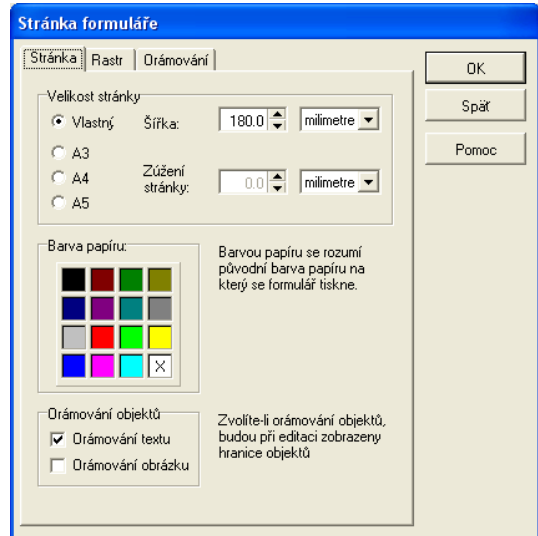 Stránka formuláře
Stránka Rastr Orámování
OK
Späť
Pomoc
Velikost stránky
Vlastný Šířka: 180.0 milimetre
A3
A4
A5
Zúžení
stránky: 0.0 milimetre
Barva papíru:
X
Barvou papíru se rozumí
původní barva papíru na
který se formulář tiskne.
Orámování objektů
Orámování textu
Orámování obrázku
Zvolíte-li orámování objektů,
budou při editaci zobrazeny
hranice objektů